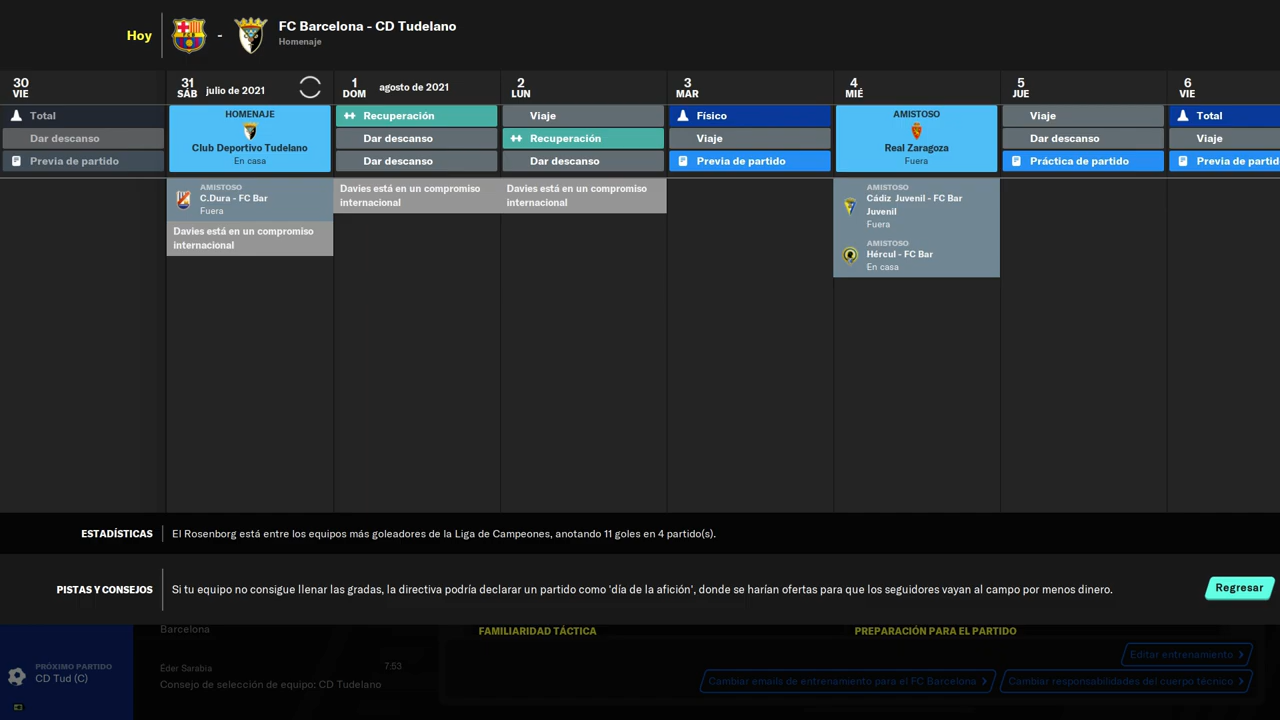 Hoy
-
FC Barcelona - CD Tudelano
Homenaje
30
VIE
31
SÁB
julio de 2021
1
DOM
agosto de 2021
2
LUN
3
MAR
4
MIÉ
5
JUE
6
VIE
Total
Dar descanso
Previa de partido
HOMENAJE
Club Deportivo Tudelano
En casa
Recuperación
Dar descanso
Dar descanso
Viaje
Recuperación
Dar descanso
Físico
Viaje
Previa de partido
AMISTOSO
Real Zaragoza
Fuera
Viaje
Dar descanso
Práctica de partido
Total
Viaje
Previa de partid
AMISTOSO
C.Dura - FC Bar
Fuera
Davies está en un compromiso
internacional
Davies está en un compromiso
internacional
Davies está en un compromiso
internacional
AMISTOSO
Cádiz Juvenil - FC Bar
Juvenil
Fuera
AMISTOSO
Hércul - FC Bar
En casa
ESTADÍSTICAS
El Rosenborg está entre los equipos más goleadores de la Liga de Campeones, anotando 11 goles en 4 partido(s).
PISTAS Y CONSEJOS
Si tu equipo no consigue llenar las gradas, la directiva podría declarar un partido como 'día de la afición', donde se harían ofertas para que los seguidores vayan al campo por menos dinero.
Regresar
PRÓXIMO PARTIDO
CD Tud (C)
Barcelona
Éder Sarabia
7:53
Consejo de selección de equipo: CD Tudelano
FAMILIARIDAD TÁCTICA
PREPARACIÓN PARA EL PARTIDO
Editar entrenamiento
Cambiar emails de entrenamiento para el FC Barcelona
Cambiar responsabilidades del cuerpo técnico